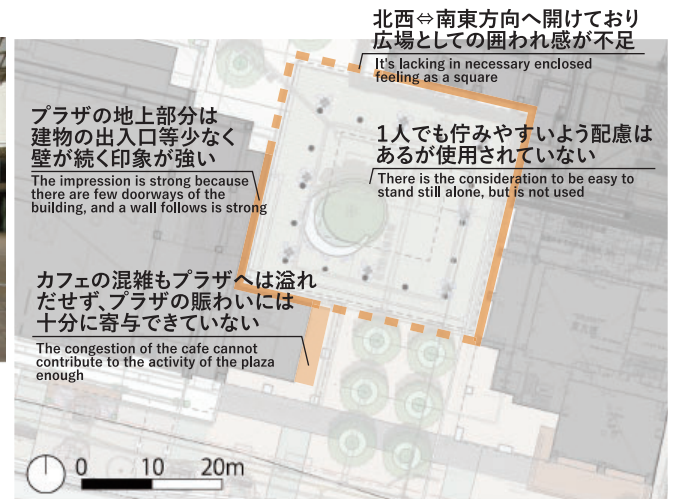 北西⇔南東方向へ開けており
広場としての囲われ感が不足
It's lacking in necessary enclosed
feeling as a square
プラザの地上部分は
建物の出入口等少なく
壁が続く印象が強い
The impression is strong because
there are few doorways of the
building, and a wall follows is strong
1人でも佇みやすいよう配慮は
あるが使用されていない
There is the consideration to be easy to
stand still alone, but is not used
カフェの混雑もプラザへは溢れ
だせず、プラザの賑わいには
十分に寄与できていない
The congestion of the cafe cannot
contribute to the activity of the plaza
enough
0 10 20m